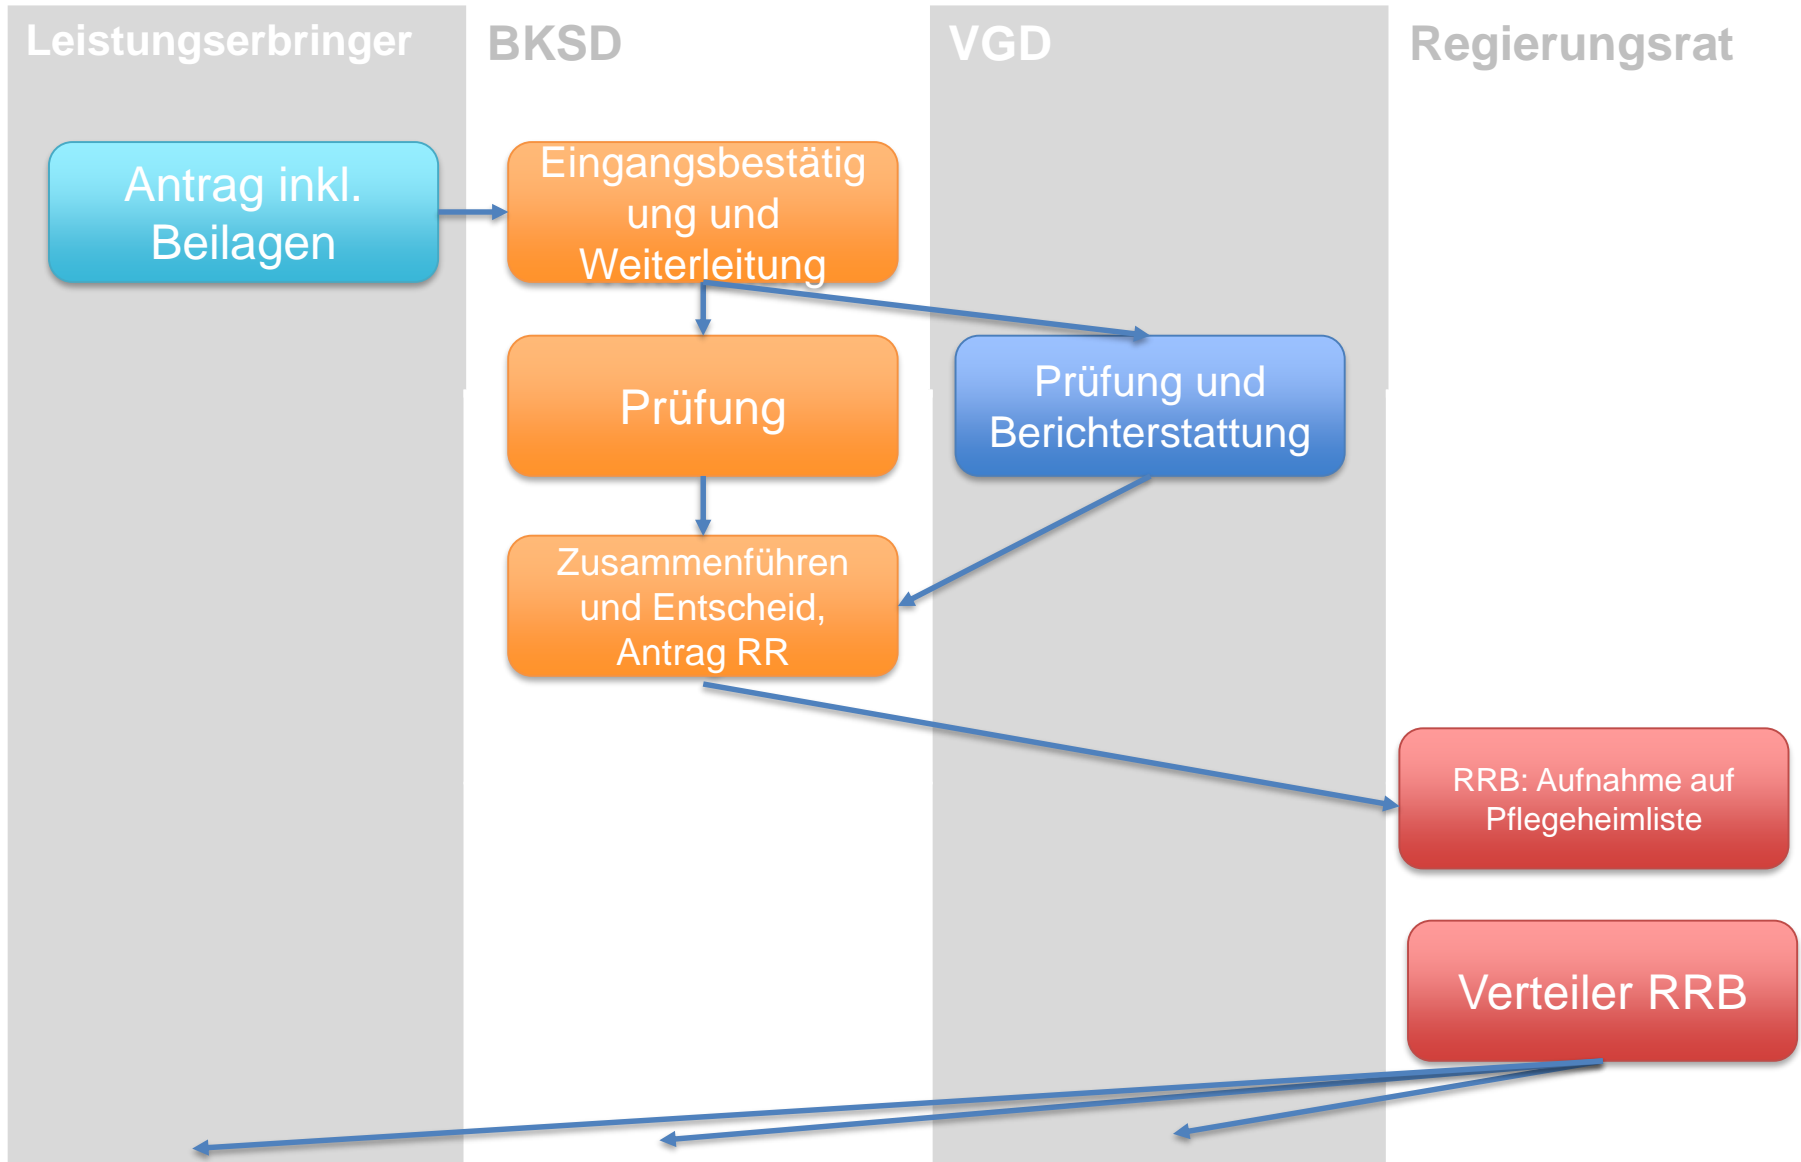 Leistungserbringer
BKSD
VGD
Regierungsrat
Antrag inkl.
Beilagen
Eingangsbestätig
ung und
Weiterleitung
Prüfung
Prüfung und
Berichterstattung
Zusammenführen
und Entscheid,
Antrag RR
RRB: Aufnahme auf
Pflegeheimliste
Verteiler RRB